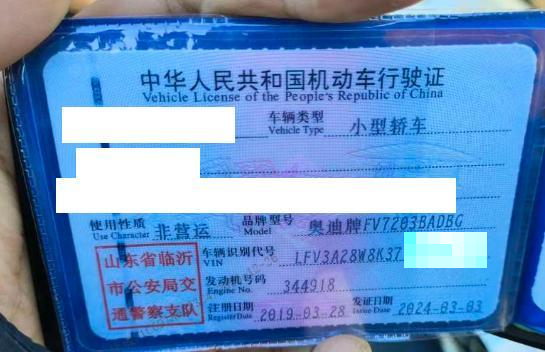 中华人民共和国机动车行驶证
Vehicle License of the People's Republic of China
车辆类型 小型轿车
Vehicle Type
使用性质 非营运 品牌型号 奥迪牌FV7203BADBG
Use Character Model
山东省临沂 车辆识别代号 LFV3A28W8K37
VIN
市公安局交 发动机号码 344918
Engine No.
通警察支队 注册日期 2019-03-28 发证日期 2024-03-03
Register Date Issue Date